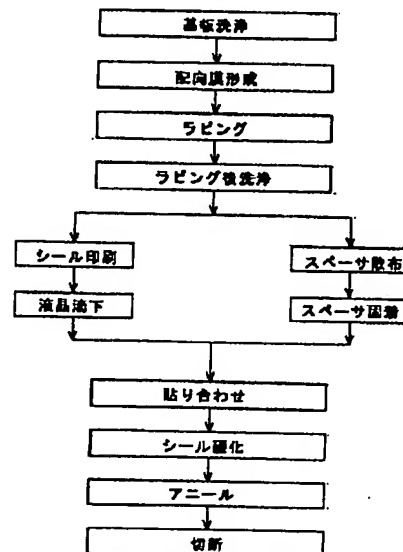 基板洗浄
配向膜形成
ラビング
ラビング後洗浄
シール印刷
スペーサ散布
液晶滴下
スペーサ固着
貼り合わせ
シール硬化
アニール
切断